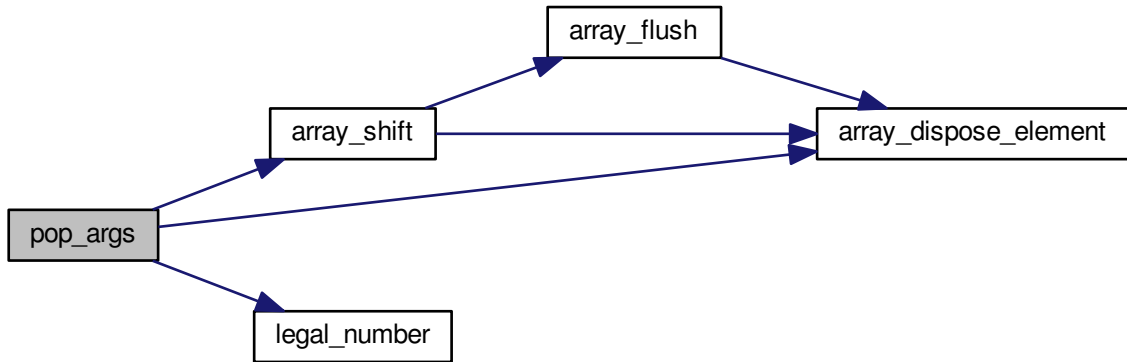 array_flush
array_shift
array_dispose_element
pop_args
legal_number